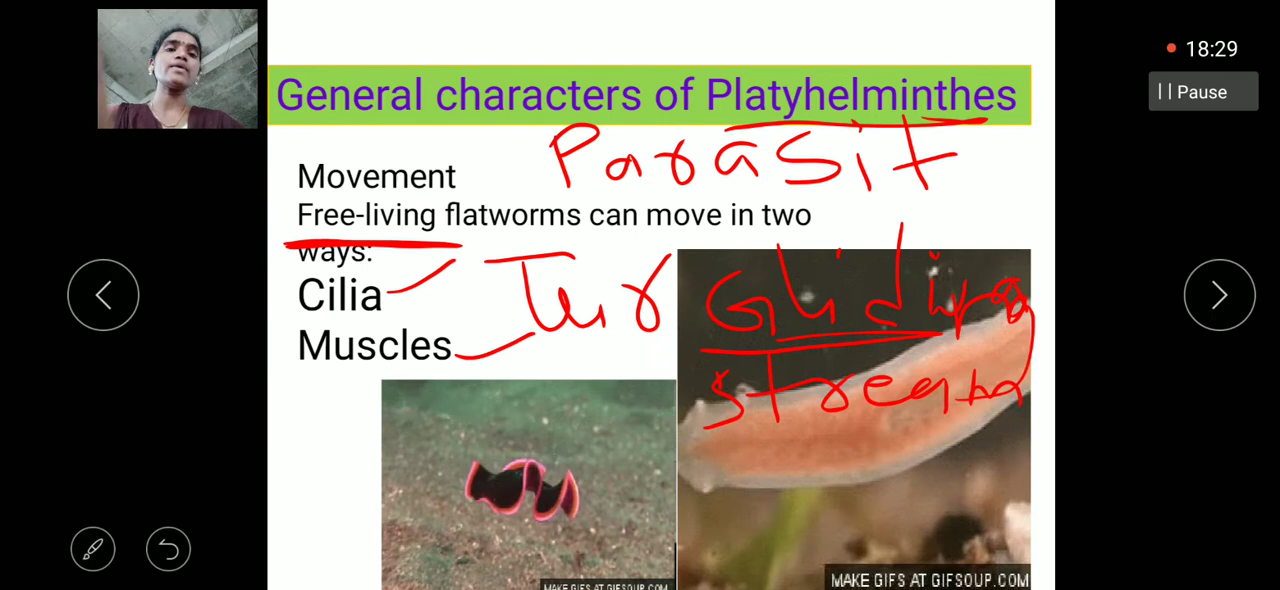 18:29
Pause
General characters of Platyhelminthes
Parasit
Movement
Free-living flatworms can move in two
ways:
Cilia
Tur
Gliding
Muscles
MAKE GIFS AT GIFSOUP.COM
MAKE GIFS AT GIFSOUP.COM